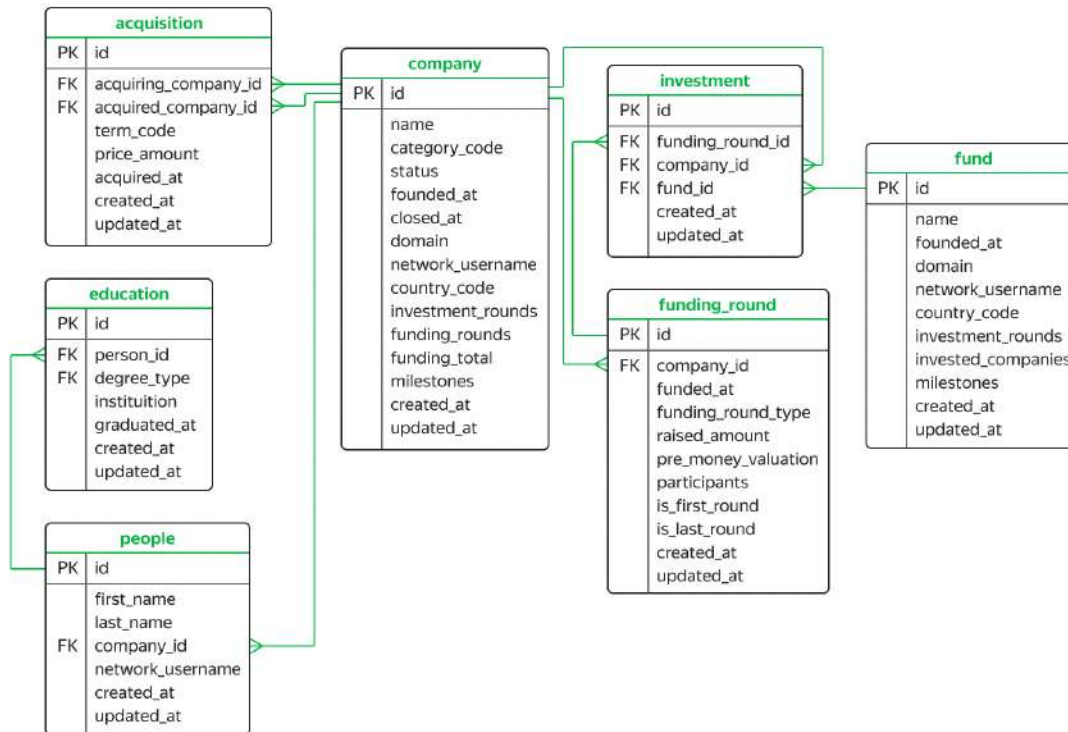 acquisition
PK id
FK acquiring_company_id
FK acquired_company_id
term_code
price_amount
acquired_at
created_at
updated_at
company
PK id
name
category_code
status
founded_at
closed_at
domain
network_username
country_code
investment_rounds
funding_rounds
funding_total
milestones
created_at
updated_at
investment
PK id
FK funding_round_id
FK company_id
FK fund_id
created_at
updated_at
fund
PK id
name
founded_at
domain
network_username
country_code
investment_rounds
invested_companies
milestones
created_at
updated_at
education
PK id
FK person_id
FK degree_type
instituition
graduated_at
created_at
updated_at
funding_round
PK id
FK company_id
funded_at
funding_round_type
raised_amount
pre_money_valuation
participants
is_first_round
is_last_round
created_at
updated_at
people
PK id
first_name
last_name
FK company_id
network_username
created_at
updated_at